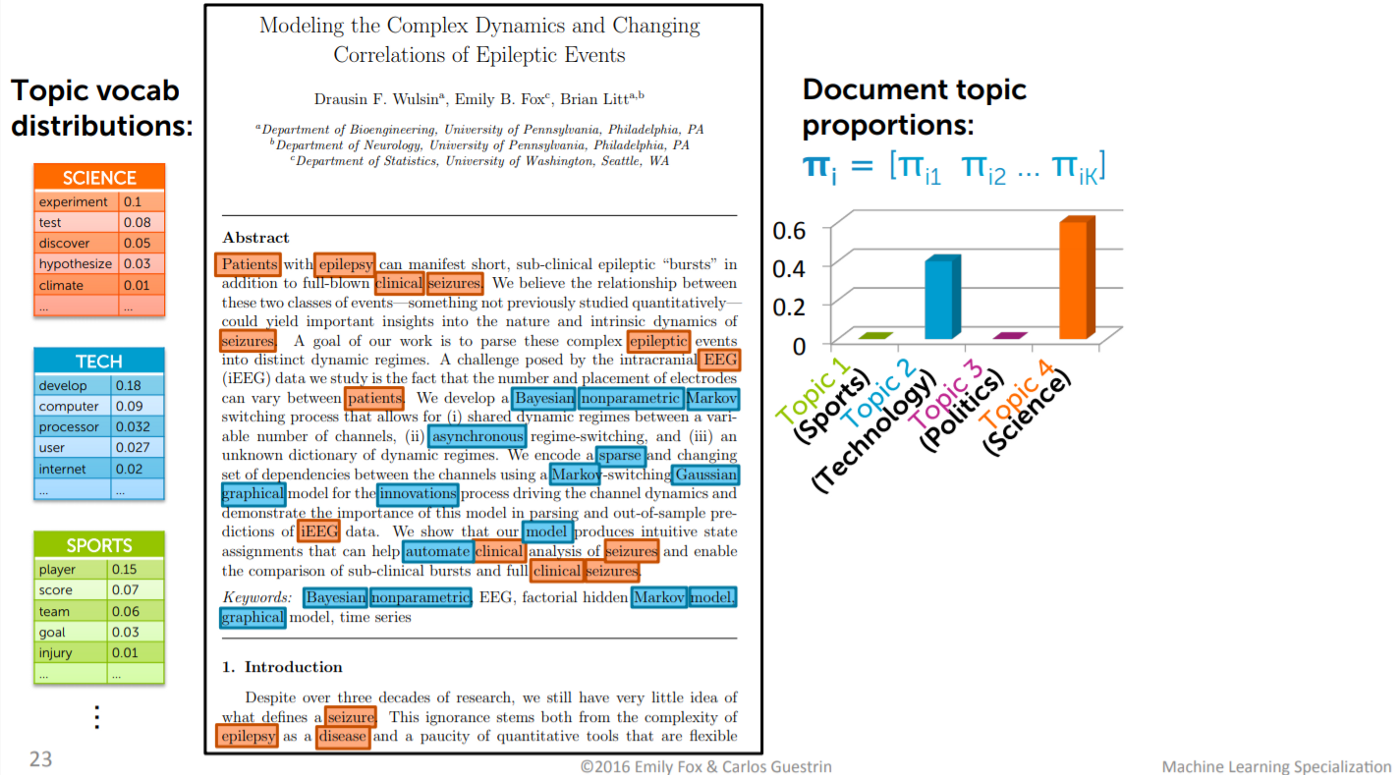 Topic vocab
distributions:
SCIENCE
experiment 0.1
test 0.08
discover 0.05
hypothesize 0.03
climate 0.01
... ...
TECH
develop 0.18
computer 0.09
processor 0.032
user 0.027
internet 0.02
... ...
SPORTS
player 0.15
score 0.07
team 0.06
goal 0.03
injury 0.01
... ...
⋮
23
Modeling the Complex Dynamics and Changing
Correlations of Epileptic Events
Drausin F. Wulsinᵃ, Emily B. Foxᶜ, Brian Littᵃ,ᵇ
ᵃDepartment of Bioengineering, University of Pennsylvania, Philadelphia, PA
ᵇDepartment of Neurology, University of Pennsylvania, Philadelphia, PA
ᶜDepartment of Statistics, University of Washington, Seattle, WA
Abstract
Patients with epilepsy can manifest short, sub-clinical epileptic “bursts” in
addition to full-blown clinical seizures. We believe the relationship between
these two classes of events—something not previously studied quantitatively—
could yield important insights into the nature and intrinsic dynamics of
seizures. A goal of our work is to parse these complex epileptic events
into distinct dynamic regimes. A challenge posed by the intracranial EEG
(iEEG) data we study is the fact that the number and placement of electrodes
can vary between patients. We develop a Bayesian nonparametric Markov
switching process that allows for (i) shared dynamic regimes between a vari-
able number of channels, (ii) asynchronous regime-switching, and (iii) an
unknown dictionary of dynamic regimes. We encode a sparse and changing
set of dependencies between the channels using a Markov-switching Gaussian
graphical model for the innovations process driving the channel dynamics and
demonstrate the importance of this model in parsing and out-of-sample pre-
dictions of iEEG data. We show that our model produces intuitive state
assignments that can help automate clinical analysis of seizures and enable
the comparison of sub-clinical bursts and full clinical seizures.
Keywords: Bayesian nonparametric, EEG, factorial hidden Markov model,
graphical model, time series
1. Introduction
Despite over three decades of research, we still have very little idea of
what defines a seizure. This ignorance stems both from the complexity of
epilepsy as a disease and a paucity of quantitative tools that are flexible
Document topic
proportions:
πᵢ = [πi1 πi2 ... πiK]
0.6
0.4
0.2
0
Topic 1
(Sports)
Topic 2
(Technology)
Topic 3
(Politics)
Topic 4
(Science)
©2016 Emily Fox & Carlos Guestrin
Machine Learning Specialization